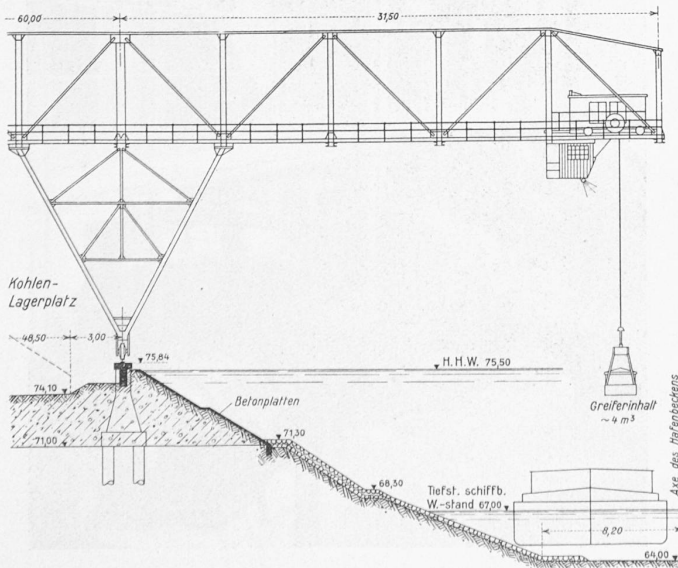 60,00
31,50
Kohlen-
Lagerplatz
48,50
3,00
75,84
H.H.W. 75,50
74,10
Betonplatten
Greiferinhalt
~ 4 m³
71,00
71,30
68,30
Tiefst. schiffb.
W.-stand 67,00
8,20
64,00
Axe des Hafenbeckens